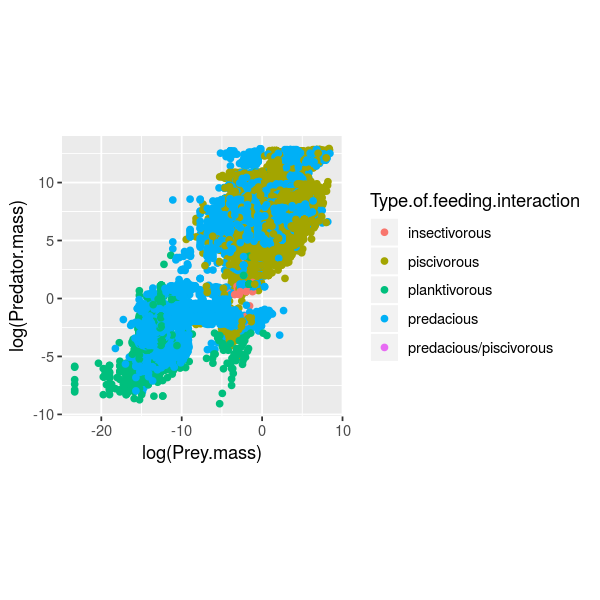 log(Predator.mass)
10
5
0
-5
-10
-20
-10
0
10
log(Prey.mass)
Type.of.feeding.interaction
insectivorous
piscivorous
planktivorous
predacious
predacious/piscivorous